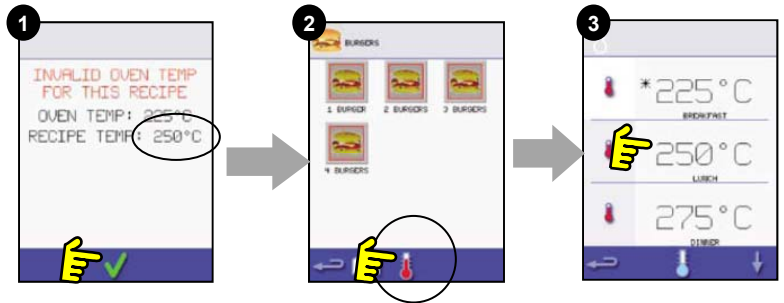 1
INVALID OVEN TEMP
FOR THIS RECIPE
OVEN TEMP: 225°C
RECIPE TEMP: 250°C
2
BURGERS
1 BURGER
2 BURGERS
3 BURGERS
4 BURGERS
3
*225°C
BREAKFAST
250°C
LUNCH
275°C
DINNER